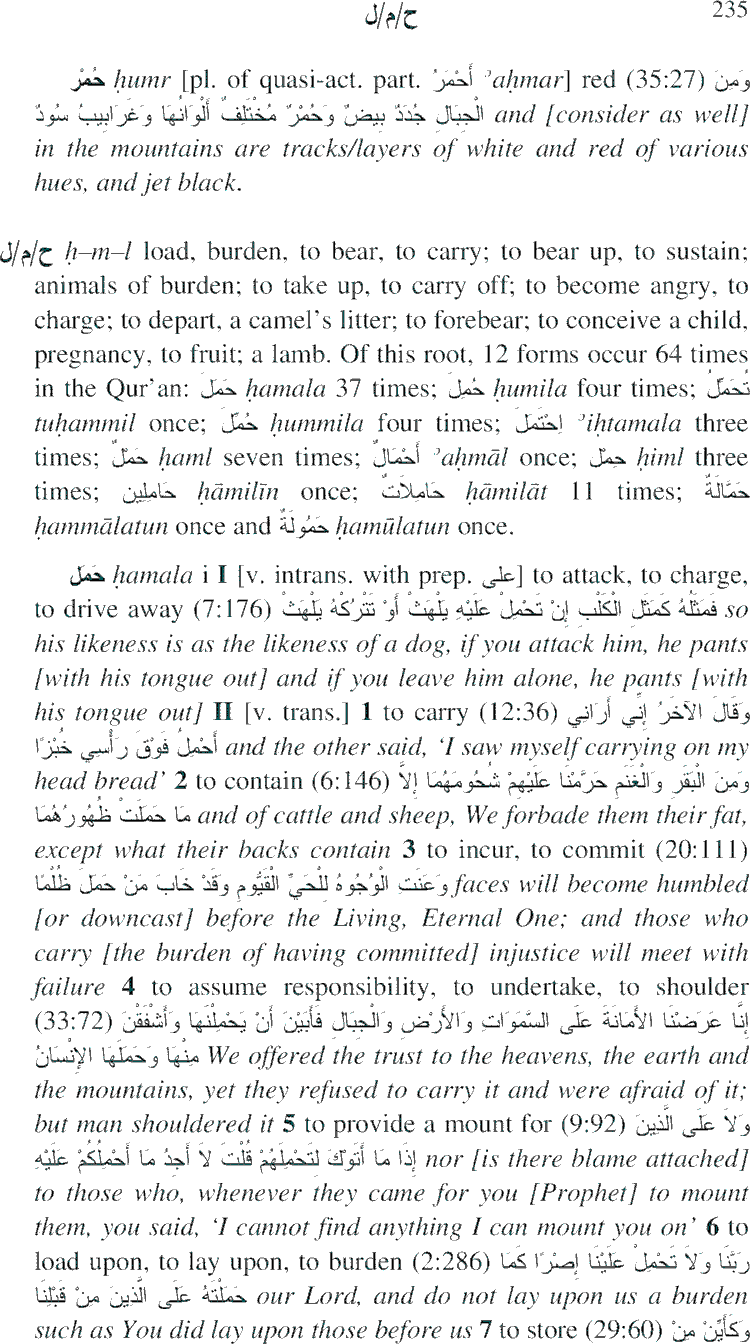 ح/م/ل 235
حُمْر ḥumr [pl. of quasi-act. part. أَحْمَرُ ʾaḥmar] red (35:27) وَمِنَ
الْجِبَالِ جُدَدٌ بِيضٌ وَحُمْرٌ مُخْتَلِفٌ أَلْوَانُهَا وَغَرَابِيبُ سُودٌ and [consider as well]
in the mountains are tracks/layers of white and red of various
hues, and jet black.
ح/م/ل ḥ–m–l load, burden, to bear, to carry; to bear up, to sustain;
animals of burden; to take up, to carry off; to become angry, to
charge; to depart, a camel's litter; to forebear; to conceive a child,
pregnancy, to fruit; a lamb. Of this root, 12 forms occur 64 times
in the Qur'an: حَمَلَ ḥamala 37 times; حُمِلَ ḥumila four times; تُحَمِّلُ
tuḥammil once; حُمِّلَ ḥummila four times; اِحْتَمَلَ ʾiḥtamala three
times; حَمْلٌ ḥaml seven times; أَحْمَالٌ ʾaḥmāl once; حِمْل ḥiml three
times; حَامِلِين ḥāmilīn once; حَامِلَاتٌ ḥāmilāt 11 times; حَمَّالَةٌ
ḥammālatun once and حَمُولَةٌ ḥamūlatun once.
حَمَلَ ḥamala i I [v. intrans. with prep. على] to attack, to charge,
to drive away (7:176) فَمَثَلُهُ كَمَثَلِ الْكَلْبِ إِنْ تَحْمِلْ عَلَيْهِ يَلْهَثْ أَوْ تَتْرُكْهُ يَلْهَثْ so
his likeness is as the likeness of a dog, if you attack him, he pants
[with his tongue out] and if you leave him alone, he pants [with
his tongue out] II [v. trans.] 1 to carry (12:36) وَقَالَ الآخَرُ إِنِّي أَرَانِي
أَحْمِلُ فَوْقَ رَأْسِي خُبْزًا and the other said, 'I saw myself carrying on my
head bread' 2 to contain (6:146) وَمِنَ الْبَقَرِ وَالْغَنَمِ حَرَّمْنَا عَلَيْهِمْ شُحُومَهُمَا إِلاَّ
مَا حَمَلَتْ ظُهُورُهُمَا and of cattle and sheep, We forbade them their fat,
except what their backs contain 3 to incur, to commit (20:111)
وَعَنَتِ الْوُجُوهُ لِلْحَيِّ الْقَيُّومِ وَقَدْ خَابَ مَنْ حَمَلَ ظُلْمًا faces will become humbled
[or downcast] before the Living, Eternal One; and those who
carry [the burden of having committed] injustice will meet with
failure 4 to assume responsibility, to undertake, to shoulder
(33:72) إِنَّا عَرَضْنَا الأَمَانَةَ عَلَى السَّمَوَاتِ وَالأَرْضِ وَالْجِبَالِ فَأَبَيْنَ أَنْ يَحْمِلْنَهَا وَأَشْفَقْنَ
مِنْهَا وَحَمَلَهَا الإِنْسَانُ We offered the trust to the heavens, the earth and
the mountains, yet they refused to carry it and were afraid of it;
but man shouldered it 5 to provide a mount for (9:92) وَلاَ عَلَى الَّذِينَ
إِذَا مَا أَتَوْكَ لِتَحْمِلَهُمْ قُلْتَ لاَ أَجِدُ مَا أَحْمِلُكُمْ عَلَيْهِ nor [is there blame attached]
to those who, whenever they came for you [Prophet] to mount
them, you said, 'I cannot find anything I can mount you on' 6 to
load upon, to lay upon, to burden (2:286) رَبَّنَا وَلاَ تَحْمِلْ عَلَيْنَا إِصْرًا كَمَا
حَمَلْتَهُ عَلَى الَّذِينَ مِنْ قَبْلِنَا our Lord, and do not lay upon us a burden
such as You did lay upon those before us 7 to store (29:60) وَكَأَيِّنْ مِنْ